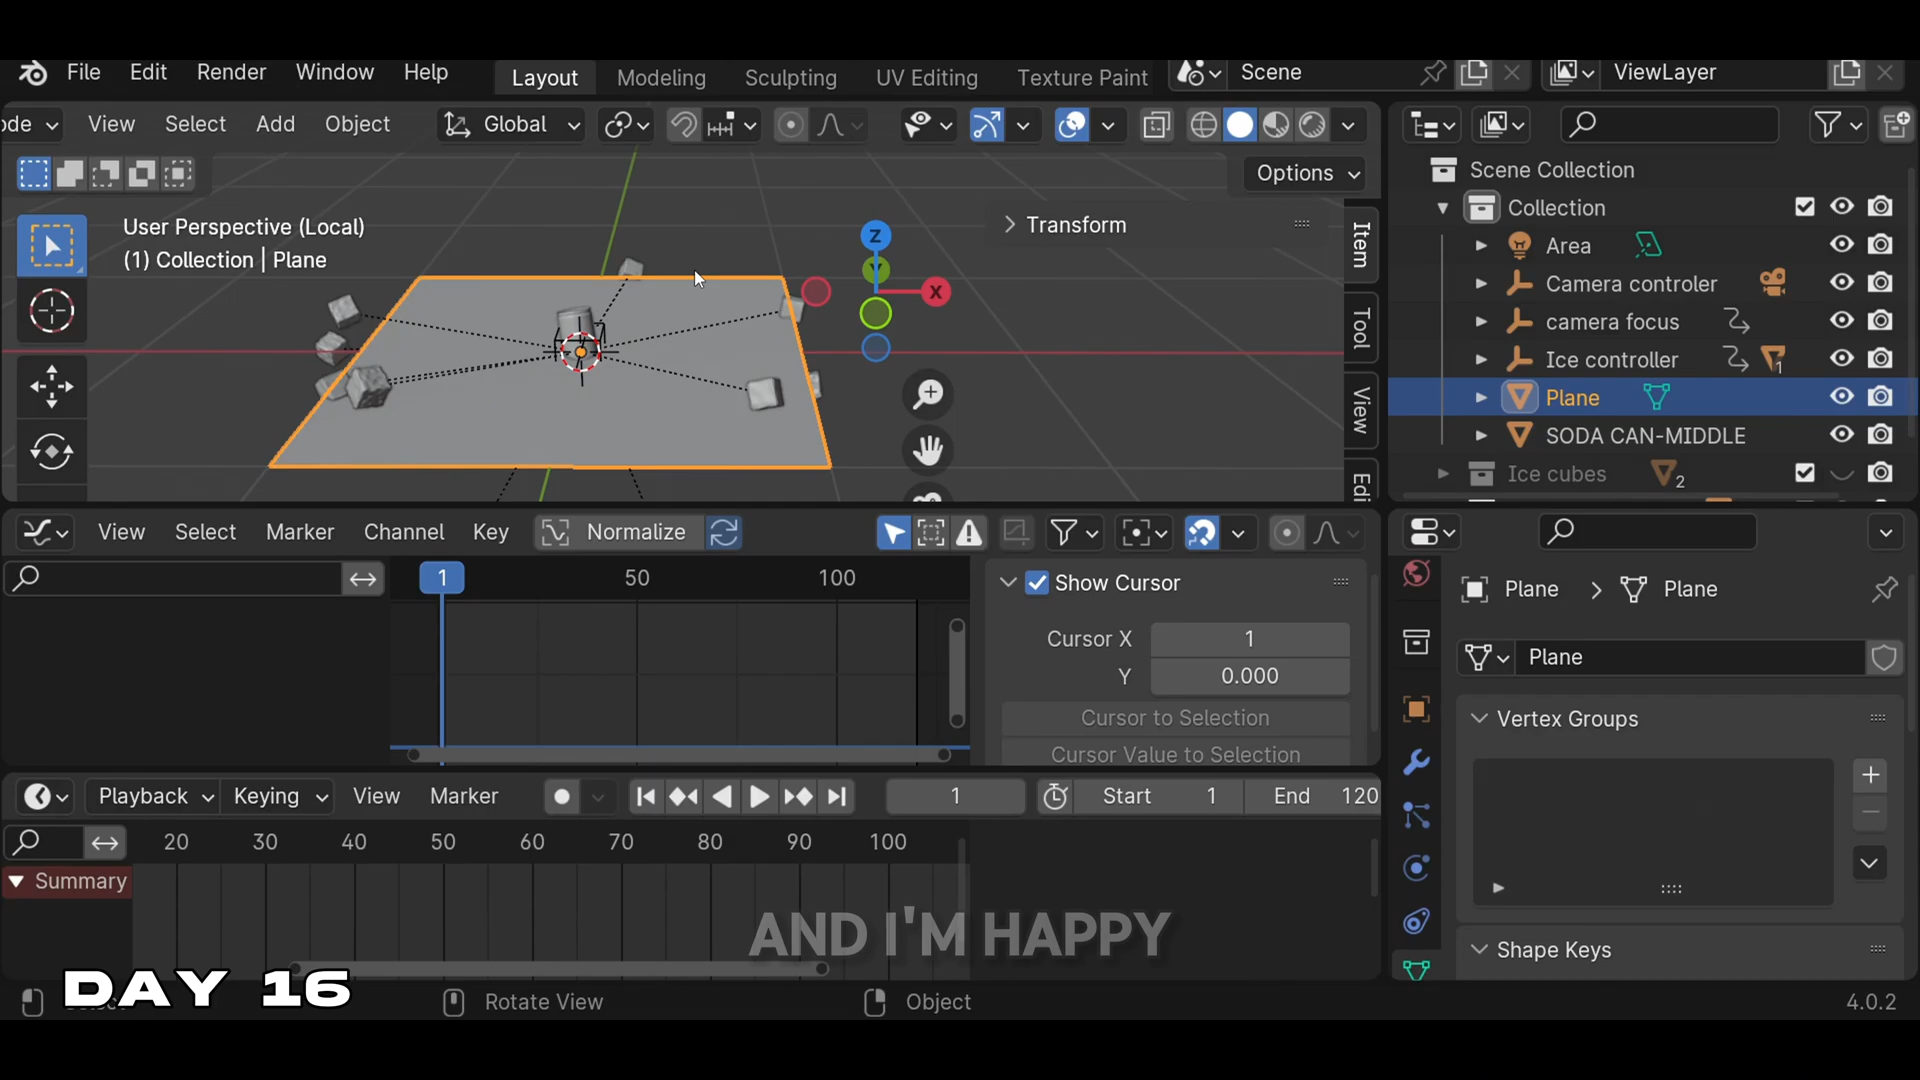 File Edit Render Window Help Layout Modeling Sculpting UV Editing Texture Paint Scene ViewLayer
ode View Select Add Object Global
Options
User Perspective (Local)
(1) Collection | Plane
Transform
Z
Y
X
Item
Tool
View
Edi
Scene Collection
Collection
Area
Camera controler
camera focus
Ice controller 1
Plane
SODA CAN-MIDDLE
Ice cubes 2
View Select Marker Channel Key Normalize
1 50 100
Show Cursor
Cursor X 1
Y 0.000
Cursor to Selection
Cursor Value to Selection
Plane > Plane
Plane
Vertex Groups
Shape Keys
Playback Keying View Marker 1 Start 1 End 120
20 30 40 50 60 70 80 90 100
Summary
AND I'M HAPPY
DAY 16
Rotate View Object 4.0.2